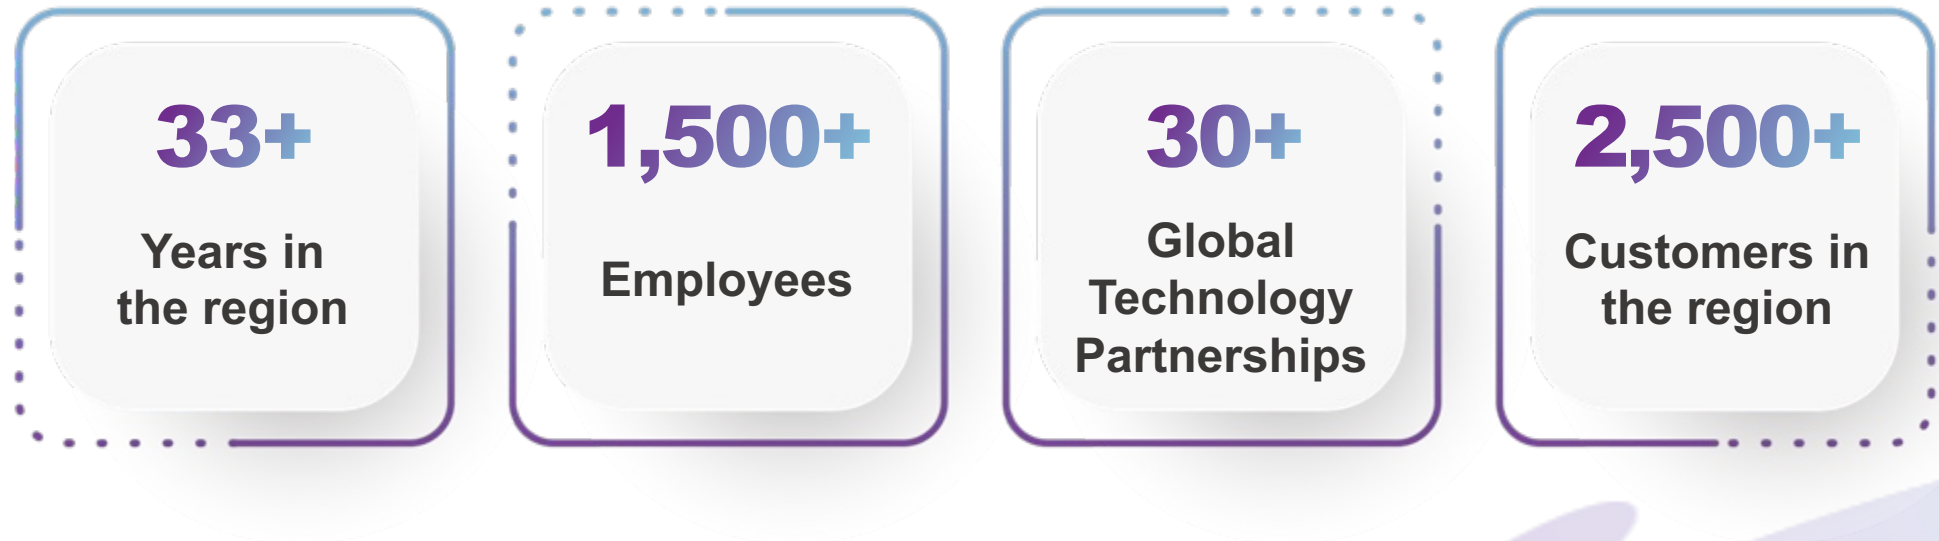 33+
Years in
the region
1,500+
Employees
30+
Global
Technology
Partnerships
2,500+
Customers in
the region